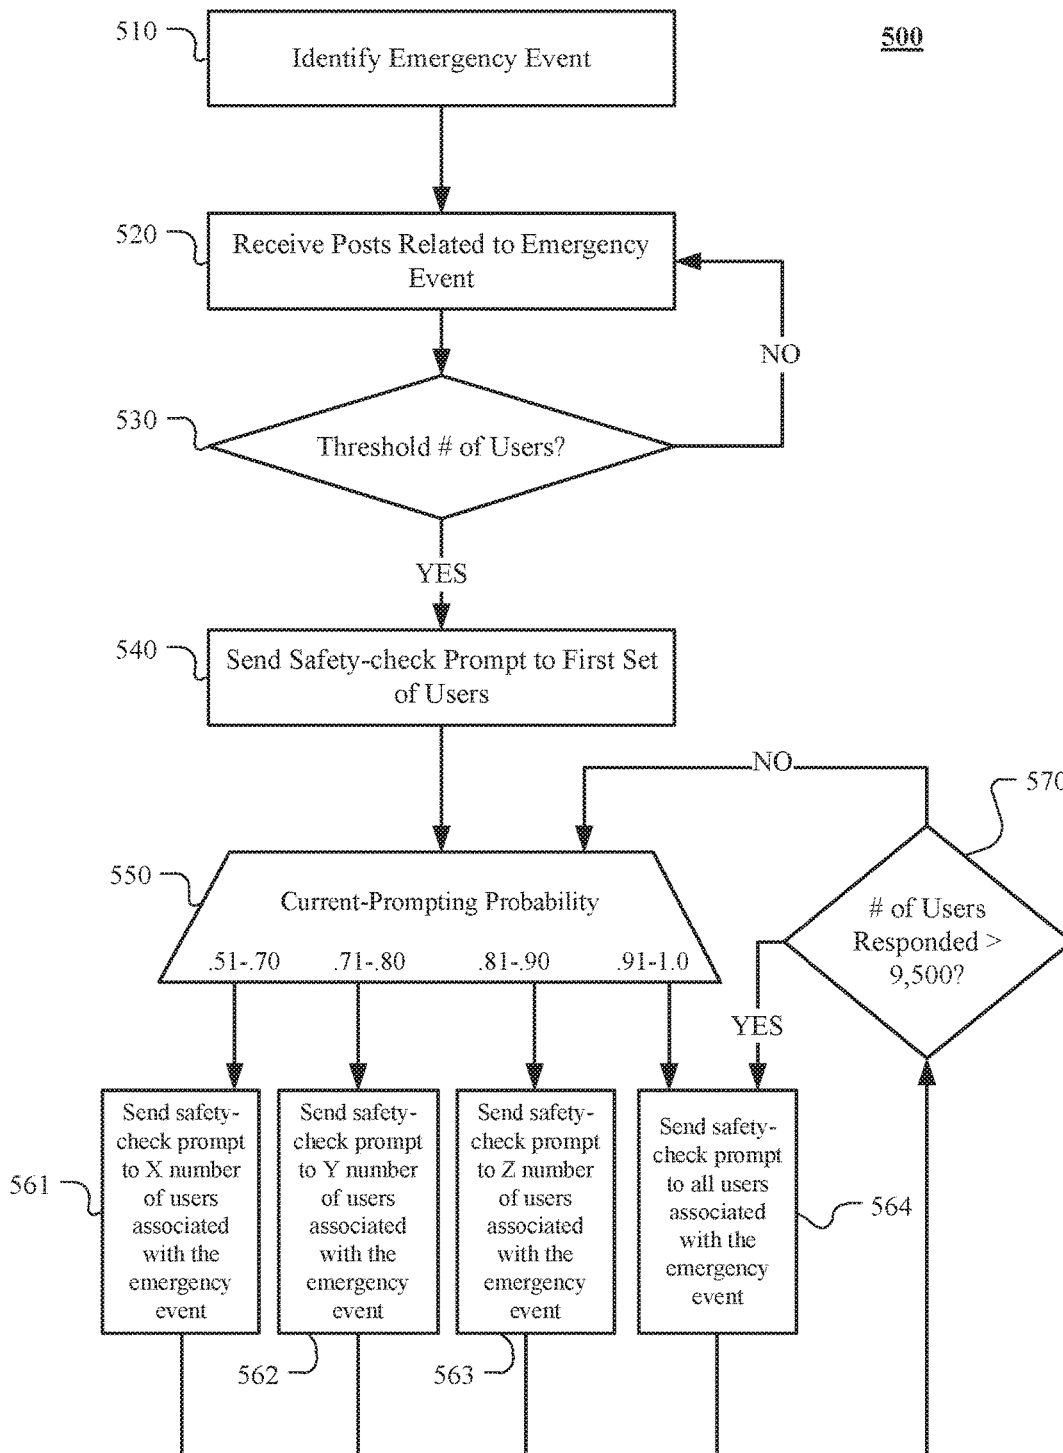 500
510
Identify Emergency Event
520
Receive Posts Related to Emergency
Event
NO
530
Threshold # of Users?
YES
540
Send Safety-check Prompt to First Set
of Users
NO
570
550
Current-Prompting Probability
.51-.70
.71-.80
.81-.90
.91-1.0
# of Users
Responded >
9,500?
YES
561
Send safety-
check prompt
to X number
of users
associated
with the
emergency
event
562
Send safety-
check prompt
to Y number
of users
associated
with the
emergency
event
563
Send safety-
check prompt
to Z number
of users
associated
with the
emergency
event
564
Send safety-
check prompt
to all users
associated
with the
emergency
event